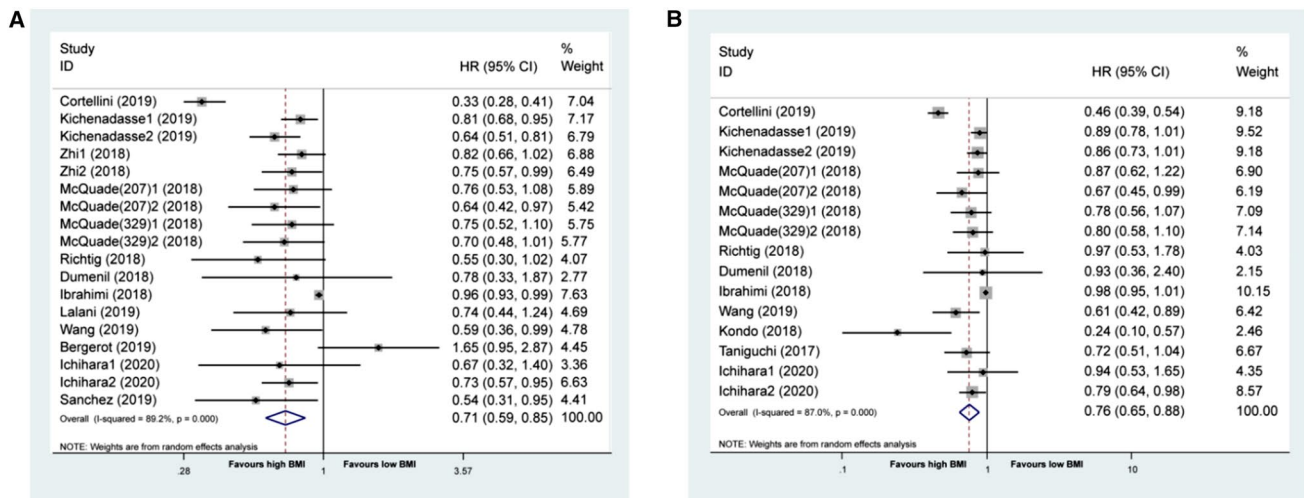 A
Study %
ID HR (95% CI) Weight
Cortellini (2019) 0.33 (0.28, 0.41) 7.04
Kichenadasse1 (2019) 0.81 (0.68, 0.95) 7.17
Kichenadasse2 (2019) 0.64 (0.51, 0.81) 6.79
Zhi1 (2018) 0.82 (0.66, 1.02) 6.88
Zhi2 (2018) 0.75 (0.57, 0.99) 6.49
McQuade(207)1 (2018) 0.76 (0.53, 1.08) 5.89
McQuade(207)2 (2018) 0.64 (0.42, 0.97) 5.42
McQuade(329)1 (2018) 0.75 (0.52, 1.10) 5.75
McQuade(329)2 (2018) 0.70 (0.48, 1.01) 5.77
Richtig (2018) 0.55 (0.30, 1.02) 4.07
Dumenil (2018) 0.78 (0.33, 1.87) 2.77
Ibrahimi (2018) 0.96 (0.93, 0.99) 7.63
Lalani (2019) 0.74 (0.44, 1.24) 4.69
Wang (2019) 0.59 (0.36, 0.99) 4.78
Bergerot (2019) 1.65 (0.95, 2.87) 4.45
Ichihara1 (2020) 0.67 (0.32, 1.40) 3.36
Ichihara2 (2020) 0.73 (0.57, 0.95) 6.63
Sanchez (2019) 0.54 (0.31, 0.95) 4.41
Overall (I-squared = 89.2%, p = 0.000) 0.71 (0.59, 0.85) 100.00
NOTE: Weights are from random effects analysis
Favours high BMI Favours low BMI
.28 1 3.57
B
Study %
ID HR (95% CI) Weight
Cortellini (2019) 0.46 (0.39, 0.54) 9.18
Kichenadasse1 (2019) 0.89 (0.78, 1.01) 9.52
Kichenadasse2 (2019) 0.86 (0.73, 1.01) 9.18
McQuade(207)1 (2018) 0.87 (0.62, 1.22) 6.90
McQuade(207)2 (2018) 0.67 (0.45, 0.99) 6.19
McQuade(329)1 (2018) 0.78 (0.56, 1.07) 7.09
McQuade(329)2 (2018) 0.80 (0.58, 1.10) 7.14
Richtig (2018) 0.97 (0.53, 1.78) 4.03
Dumenil (2018) 0.93 (0.36, 2.40) 2.15
Ibrahimi (2018) 0.98 (0.95, 1.01) 10.15
Wang (2019) 0.61 (0.42, 0.89) 6.42
Kondo (2018) 0.24 (0.10, 0.57) 2.46
Taniguchi (2017) 0.72 (0.51, 1.04) 6.67
Ichihara1 (2020) 0.94 (0.53, 1.65) 4.35
Ichihara2 (2020) 0.79 (0.64, 0.98) 8.57
Overall (I-squared = 87.0%, p = 0.000) 0.76 (0.65, 0.88) 100.00
NOTE: Weights are from random effects analysis
Favours high BMI Favours low BMI
.1 1 10